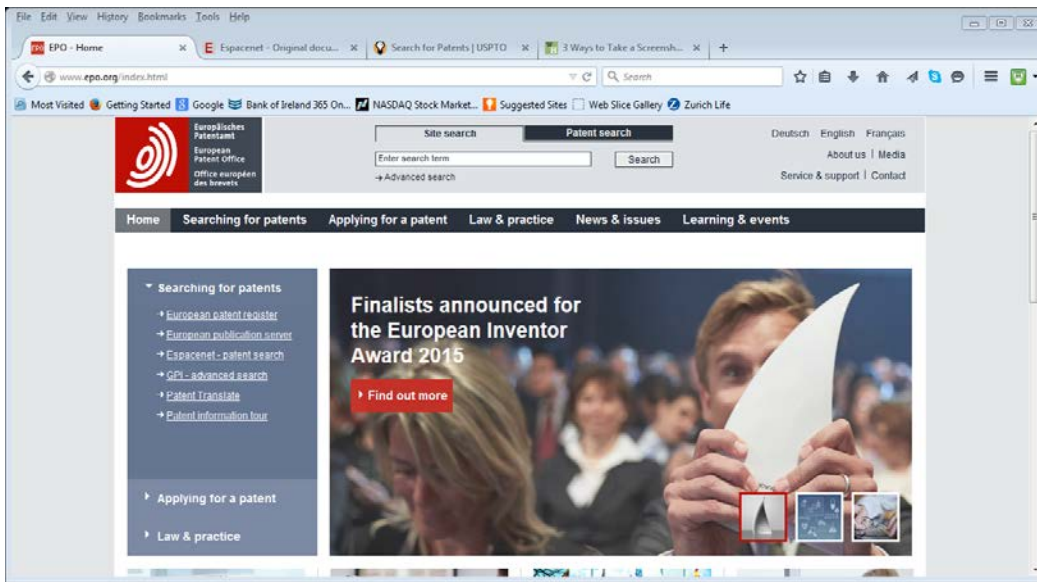 File Edit View History Bookmarks Tools Help
EPO - Home
Espacenet - Original docu...
Search for Patents | USPTO
3 Ways to Take a Screensh...
www.epo.org/index.html
Search
Most Visited Getting Started Google Bank of Ireland 365 On... NASDAQ Stock Market... Suggested Sites Web Slice Gallery Zurich Life
Europäisches
Patentamt
European
Patent Office
Office européen
des brevets
Site search
Patent search
Enter search term
Search
Advanced search
Deutsch English Français
About us | Media
Service & support | Contact
Home Searching for patents Applying for a patent Law & practice News & issues Learning & events
Searching for patents
European patent register
European publication server
Espacenet - patent search
GPI - advanced search
Patent Translate
Patent information tour
Applying for a patent
Law & practice
Finalists announced for
the European Inventor
Award 2015
Find out more